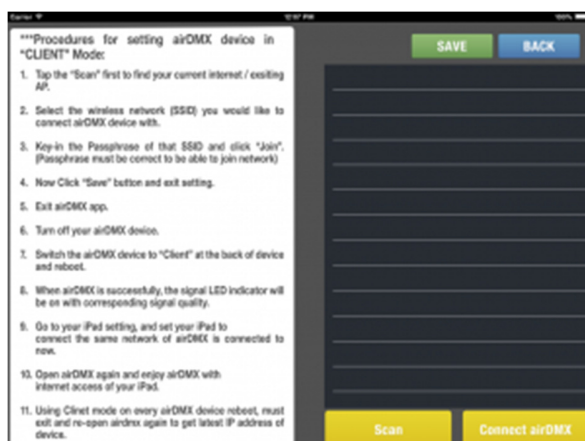 Carrier
12:57 PM
100%
***Procedures for setting airDMX device in
"CLIENT" Mode:
SAVE
BACK
1. Tap the "Scan" first to find your current internet / exsiting
AP.
2. Select the wireless network (SSID) you would like to
connect airDMX device with.
3. Key-in the Passphrase of that SSID and click "Join".
(Passphrase must be correct to be able to join network)
4. Now Click "Save" button and exit setting.
5. Exit airDMX app.
6. Turn off your airDMX device.
7. Switch the airDMX device to "Client" at the back of device
and reboot.
8. When airDMX is successfully, the signal LED indicator will
be on with corresponding signal quality.
9. Go to your iPad setting, and set your iPad to
connect the same network of airDMX is connected to
now.
10. Open airDMX again and enjoy airDMX with
internet access of your iPad.
11. Using Clinet mode on every airDMX device reboot, must
exit and re-open airdmx again to get latest IP address of
device.
Scan
Connect airDMX